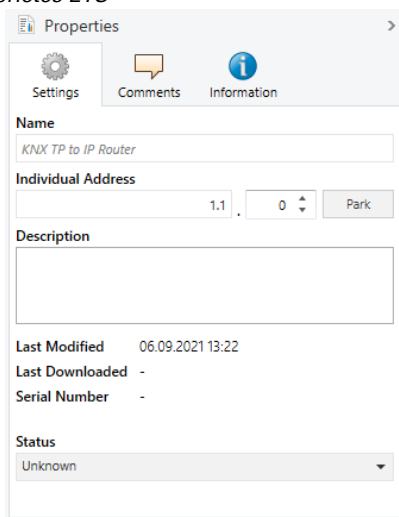 Properties
Settings Comments Information
Name
KNX TP to IP Router
Individual Address
1.1 . 0 Park
Description
Last Modified 06.09.2021 13:22
Last Downloaded -
Serial Number -
Status
Unknown